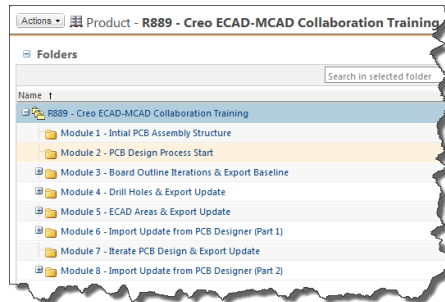 Actions Product - R889 - Creo ECAD-MCAD Collaboration Training
Folders
Search in selected folder
Name
R889 - Creo ECAD-MCAD Collaboration Training
Module 1 - Intial PCB Assembly Structure
Module 2 - PCB Design Process Start
Module 3 - Board Outline Iterations & Export Baseline
Module 4 - Drill Holes & Export Update
Module 5 - ECAD Areas & Export Update
Module 6 - Import Update from PCB Designer (Part 1)
Module 7 - Iterate PCB Design & Export Update
Module 8 - Import Update from PCB Designer (Part 2)